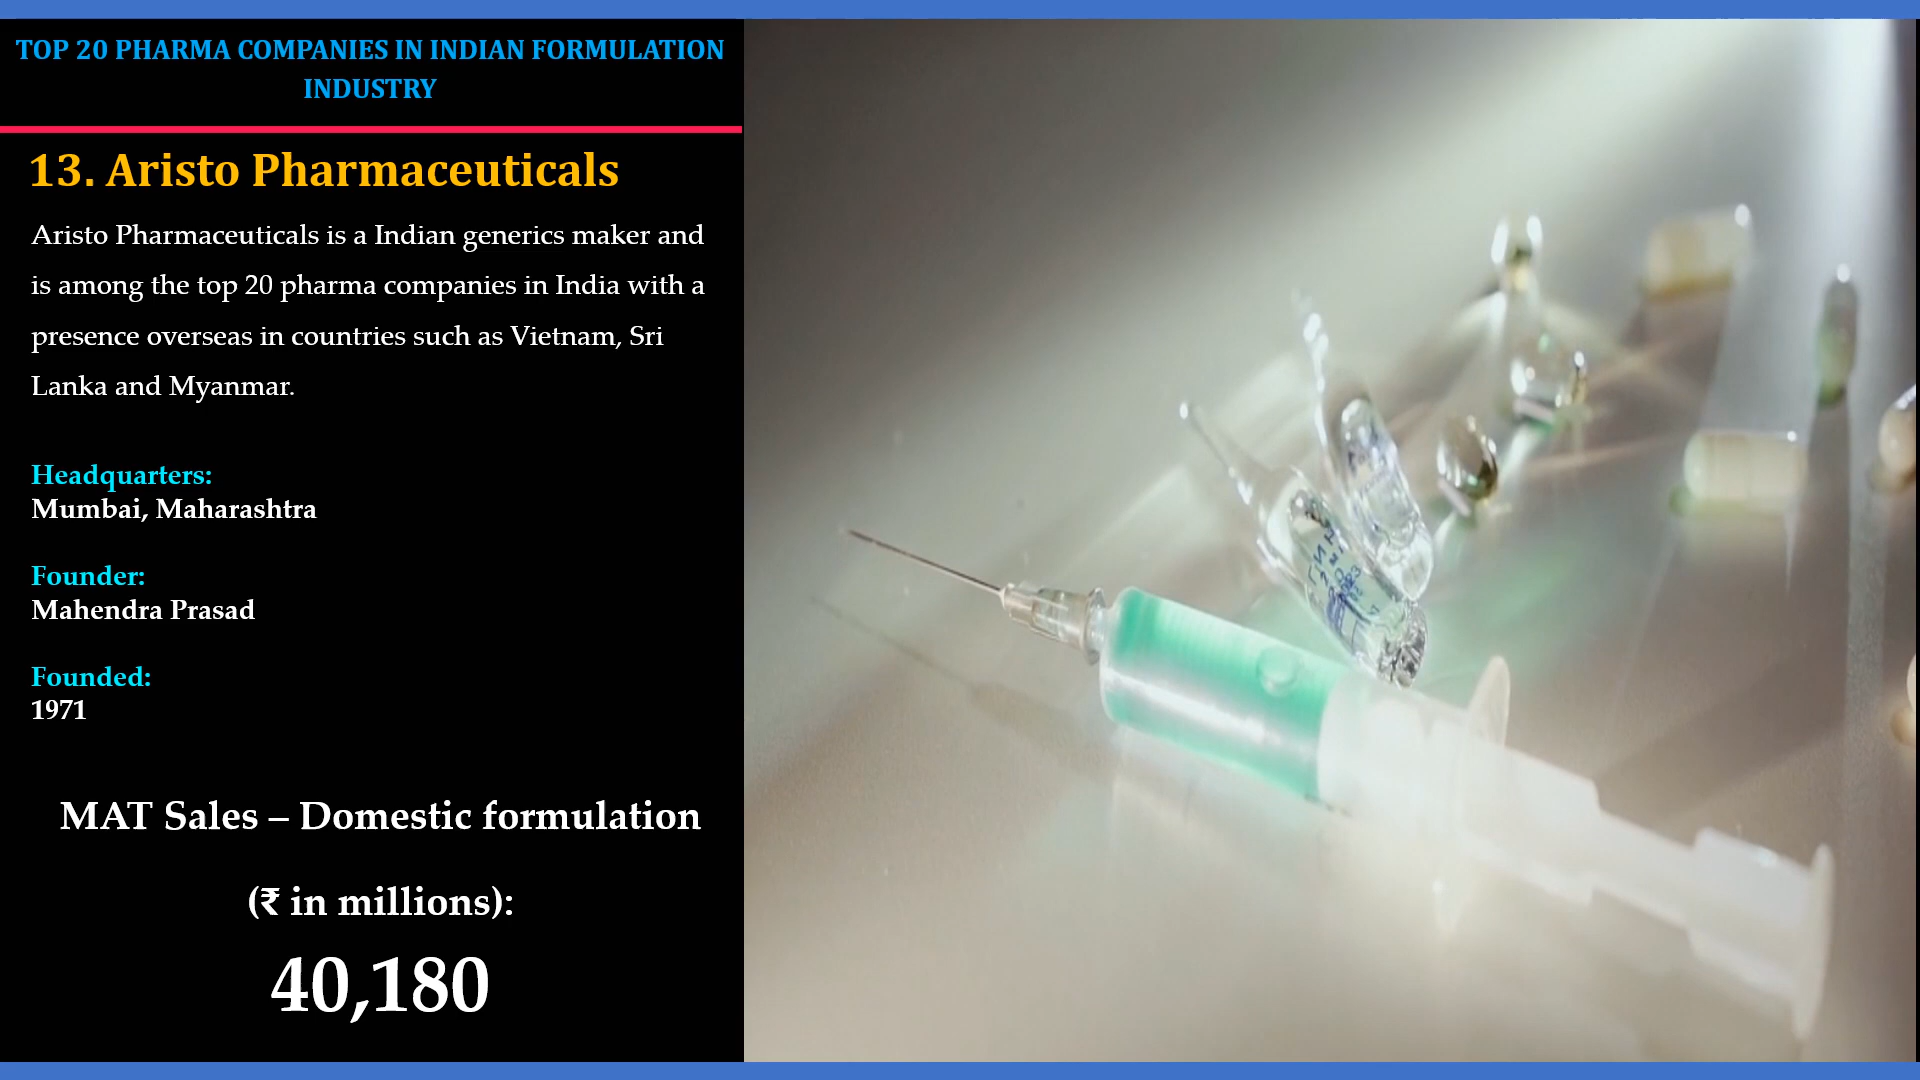 TOP 20 PHARMA COMPANIES IN INDIAN FORMULATION
INDUSTRY
13. Aristo Pharmaceuticals
Aristo Pharmaceuticals is a Indian generics maker and
is among the top 20 pharma companies in India with a
presence overseas in countries such as Vietnam, Sri
Lanka and Myanmar.
Headquarters:
Mumbai, Maharashtra
Founder:
Mahendra Prasad
Founded:
1971
MAT Sales – Domestic formulation
(₹ in millions):
40,180